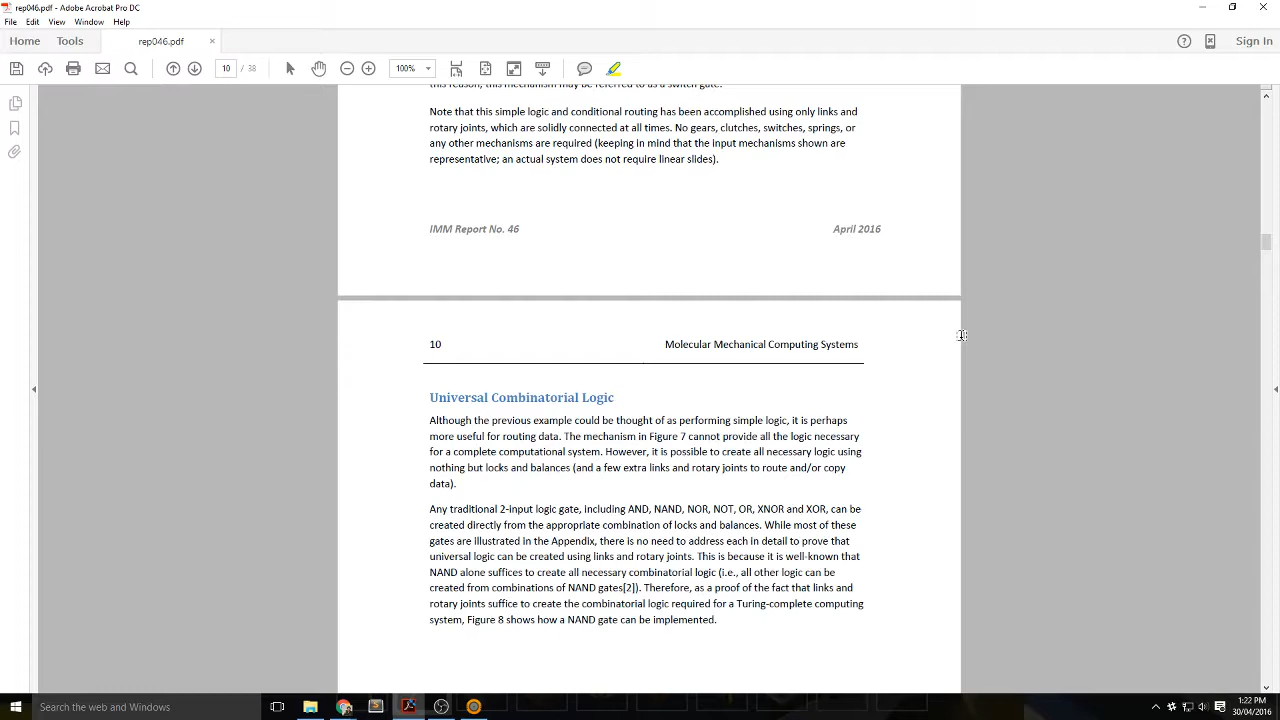 rep046.pdf - Adobe Acrobat Pro DC
File Edit View Window Help
Home Tools rep046.pdf × Sign In
10 / 38 100%
this reason, this mechanism may be referred to as a switch gate.
Note that this simple logic and conditional routing has been accomplished using only links and
rotary joints, which are solidly connected at all times. No gears, clutches, switches, springs, or
any other mechanisms are required (keeping in mind that the input mechanisms shown are
representative; an actual system does not require linear slides).
IMM Report No. 46 April 2016
10 Molecular Mechanical Computing Systems
Universal Combinatorial Logic
Although the previous example could be thought of as performing simple logic, it is perhaps
more useful for routing data. The mechanism in Figure 7 cannot provide all the logic necessary
for a complete computational system. However, it is possible to create all necessary logic using
nothing but locks and balances (and a few extra links and rotary joints to route and/or copy
data).
Any traditional 2-input logic gate, including AND, NAND, NOR, NOT, OR, XNOR and XOR, can be
created directly from the appropriate combination of locks and balances. While most of these
gates are illustrated in the Appendix, there is no need to address each in detail to prove that
universal logic can be created using links and rotary joints. This is because it is well-known that
NAND alone suffices to create all necessary combinatorial logic (i.e., all other logic can be
created from combinations of NAND gates[2]). Therefore, as a proof of the fact that links and
rotary joints suffice to create the combinatorial logic required for a Turing-complete computing
system, Figure 8 shows how a NAND gate can be implemented.
Search the web and Windows
1:22 PM
30/04/2016